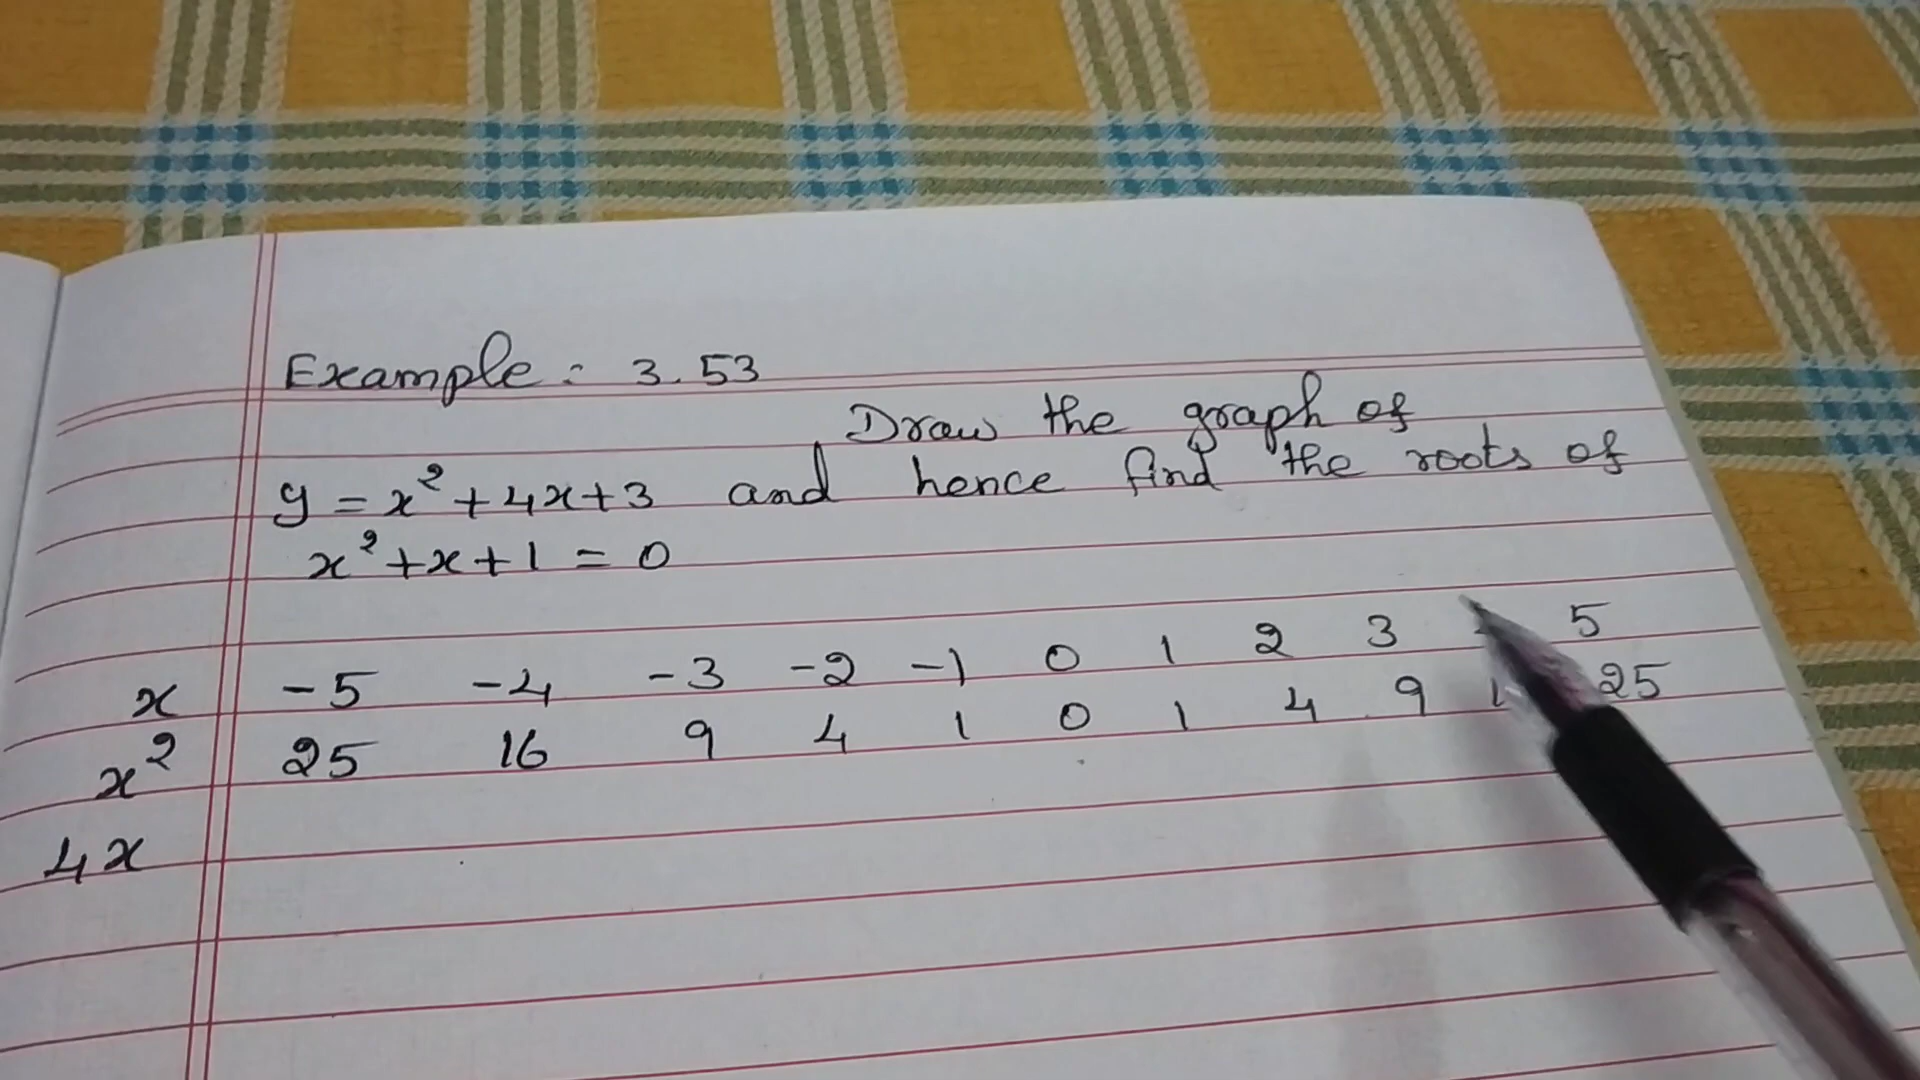 Example : 3.53
Draw the graph of
y = x² + 4x + 3 and hence find the roots of
x² + x + 1 = 0
x -5 -4 -3 -2 -1 0 1 2 3 5
x² 25 16 9 4 1 0 1 4 9 25
4x